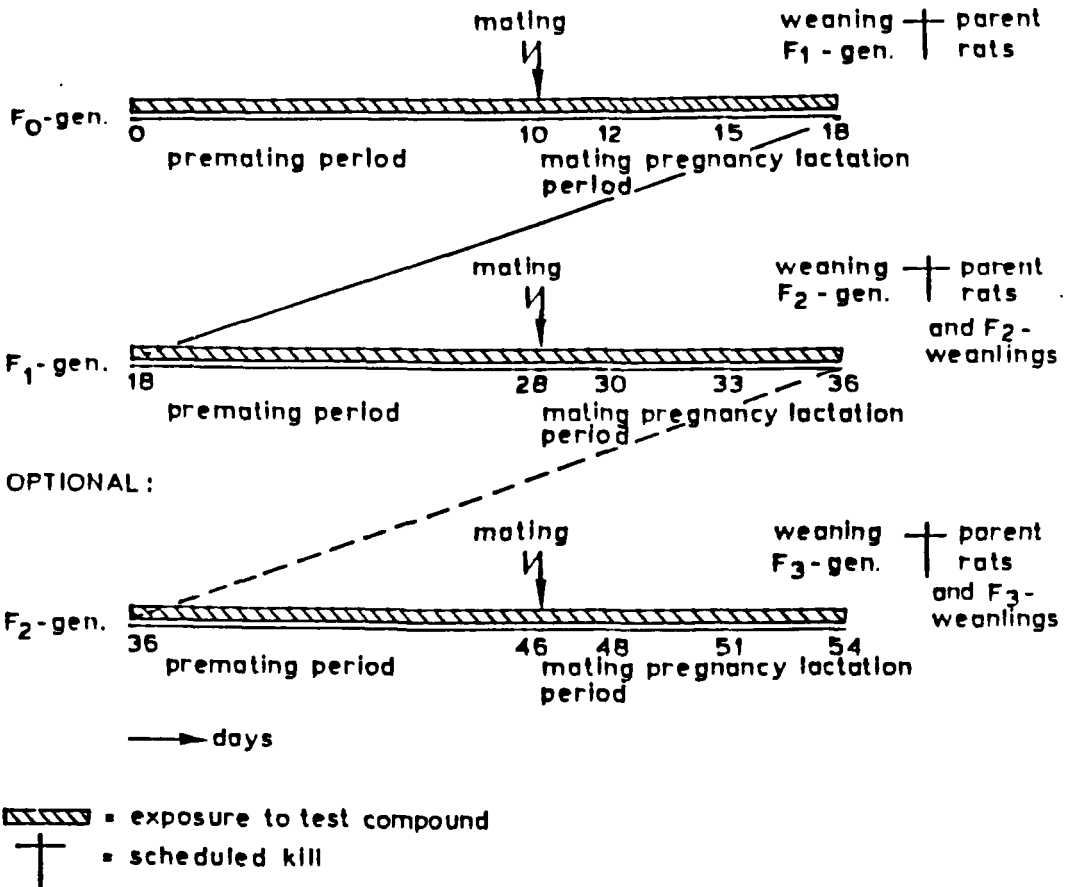 mating
weaning parent
F1 - gen. rats
F0-gen.
0 10 12 15 18
premating period mating pregnancy lactation
period
mating
weaning parent
F2 - gen. rats
and F2-
weanlings
F1-gen.
18 28 30 33 36
premating period mating pregnancy lactation
period
OPTIONAL:
mating
weaning parent
F3-gen. rats
and F3-
weanlings
F2-gen.
36 46 48 51 54
premating period mating pregnancy lactation
period
days
= exposure to test compound
= scheduled kill